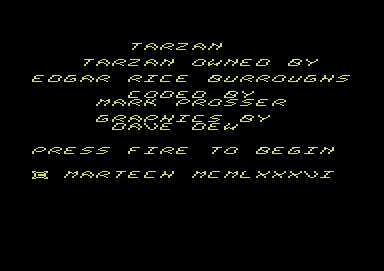 TARZAN
TARZAN OWNED BY
EDGAR RICE BURROUGHS
CODED BY
MARK PROSSER
GRAPHICS BY
DAVE DEW
PRESS FIRE TO BEGIN
MARTECH MCMLXXXVI